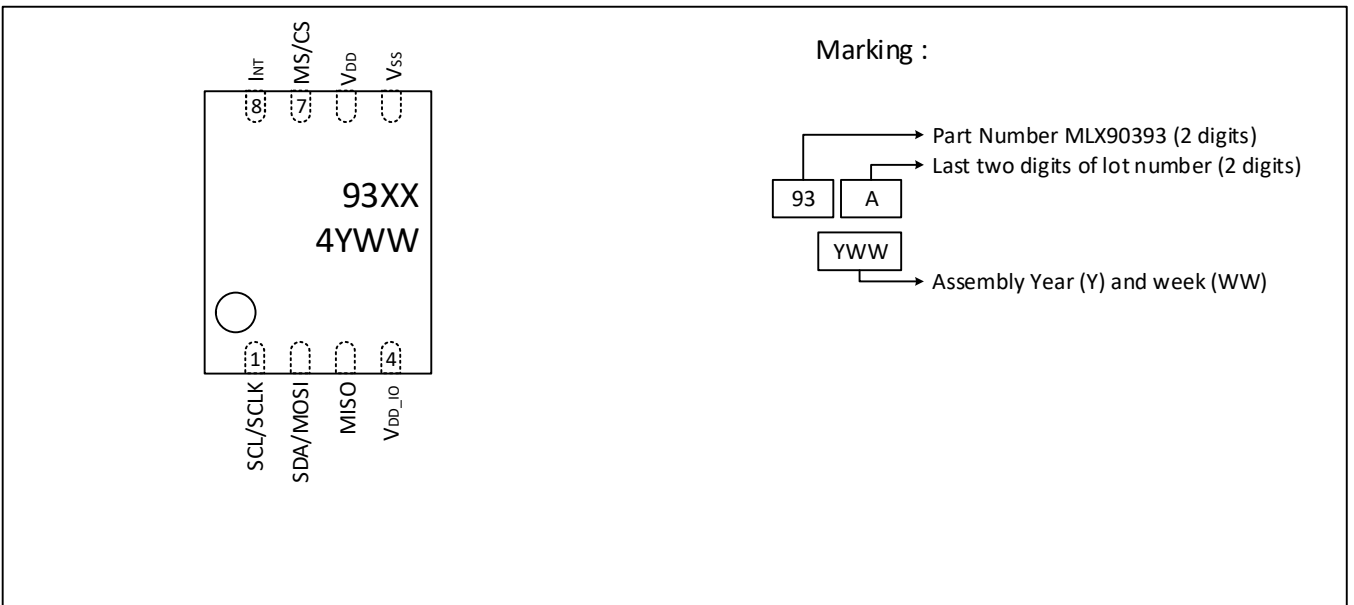 INT
MS/CS
VDD
VSS
8
7
93XX
4YWW
1
4
SCL/SCLK
SDA/MOSI
MISO
VDD_IO
Marking :
Part Number MLX90393 (2 digits)
Last two digits of lot number (2 digits)
93
A
YWW
Assembly Year (Y) and week (WW)